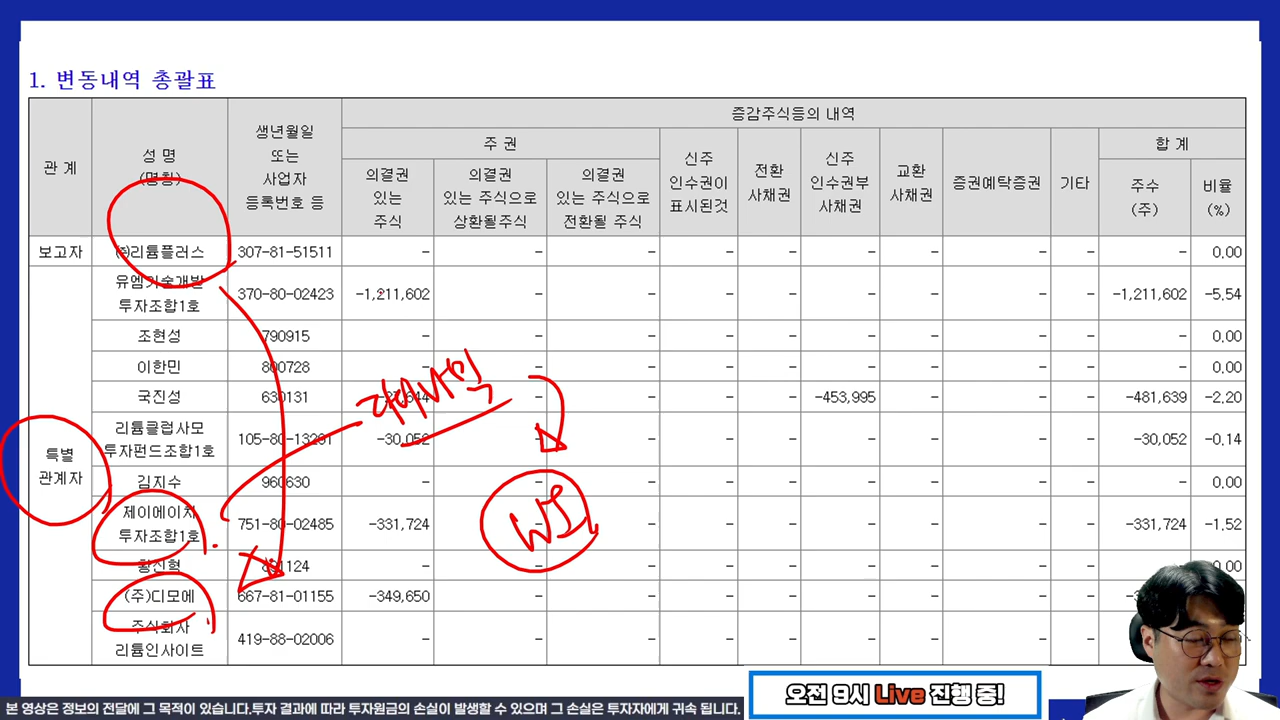 1. 변동내역 총괄표
관 계
성 명
(명칭)
생년월일
또는
사업자
등록번호 등
증감주식등의 내역
주 권
의결권
있는
주식
의결권
있는 주식으로
상환될주식
의결권
있는 주식으로
전환될 주식
신주
인수권이
표시된것
전환
사채권
신주
인수권부
사채권
교환
사채권
증권예탁증권
기타
합 계
주수
(주)
비율
(%)
보고자 ㈜리튬플러스 307-81-51511 - - - - - - - - - - 0.00
특별
관계자
유엠기술개발
투자조합1호
370-80-02423 -1,211,602 - - - - - - - - -1,211,602 -5.54
조현성 790915 - - - - - - - - - - 0.00
이한민 800728 - - - - - - - - - - 0.00
국진성 630131 - - - - -453,995 - - - -481,639 -2.20
리튬클럽사모
투자펀드조합1호
105-80-13201 -30,052 - - - - - - - - -30,052 -0.14
김지수 960630 - - - - - - - - - - 0.00
제이에이치
투자조합1호
751-80-02485 -331,724 - - - - - - - - -331,724 -1.52
황신혁 - - - - - - - - - -
(주)디모에 667-81-01155 -349,650 - - - - - - - -
주식회사
리튬인사이트
419-88-02006 - - - - - - - - -
오전 9시 Live 진행 중!
본 영상은 정보의 전달에 그 목적이 있습니다.투자 결과에 따라 투자원금의 손실이 발생할 수 있으며 그 손실은 투자자에게 귀속 됩니다.